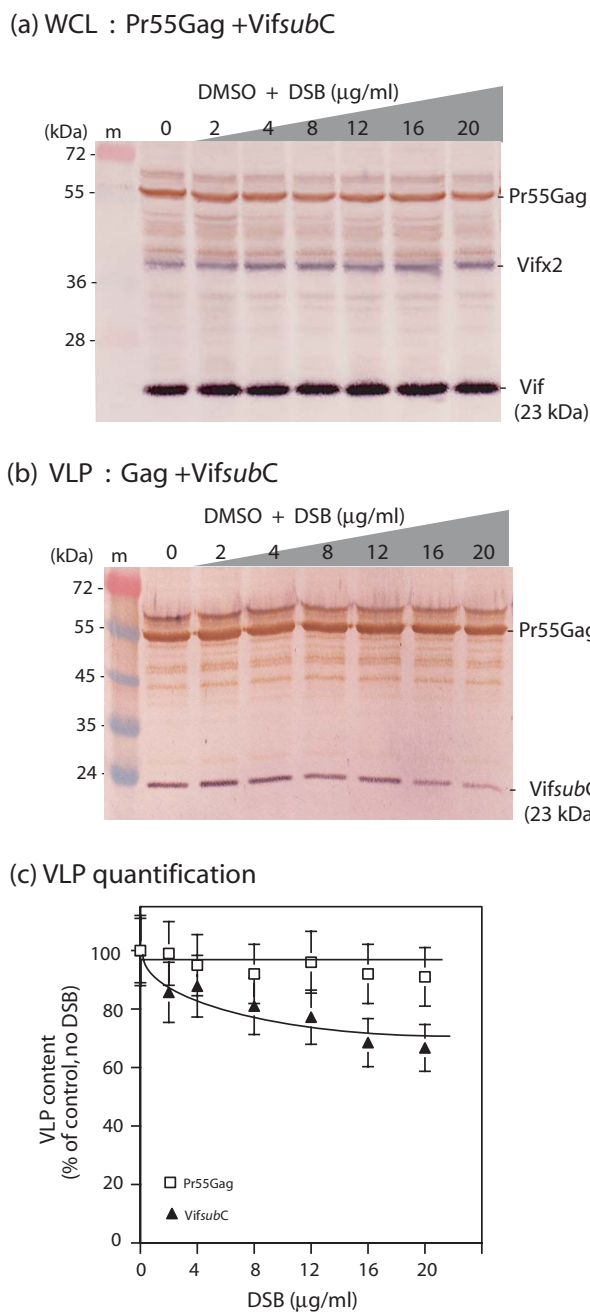 (a) WCL : Pr55Gag +VifsubC
DMSO + DSB (µg/ml)
(kDa) m 0 2 4 8 12 16 20
72 -
55 -
- Pr55Gag
- Vifx2
36 -
28 -
- Vif
(23 kDa)
(b) VLP : Gag +VifsubC
DMSO + DSB (µg/ml)
(kDa) m 0 2 4 8 12 16 20
72 -
55 -
- Pr55Gag
45 -
35 -
24 -
- VifsubC
(23 kDa
(c) VLP quantification
VLP content
(% of control, no DSB)
100
80
60
40
20
0
Pr55Gag
VifsubC
0 4 8 12 16 20
DSB (µg/ml)